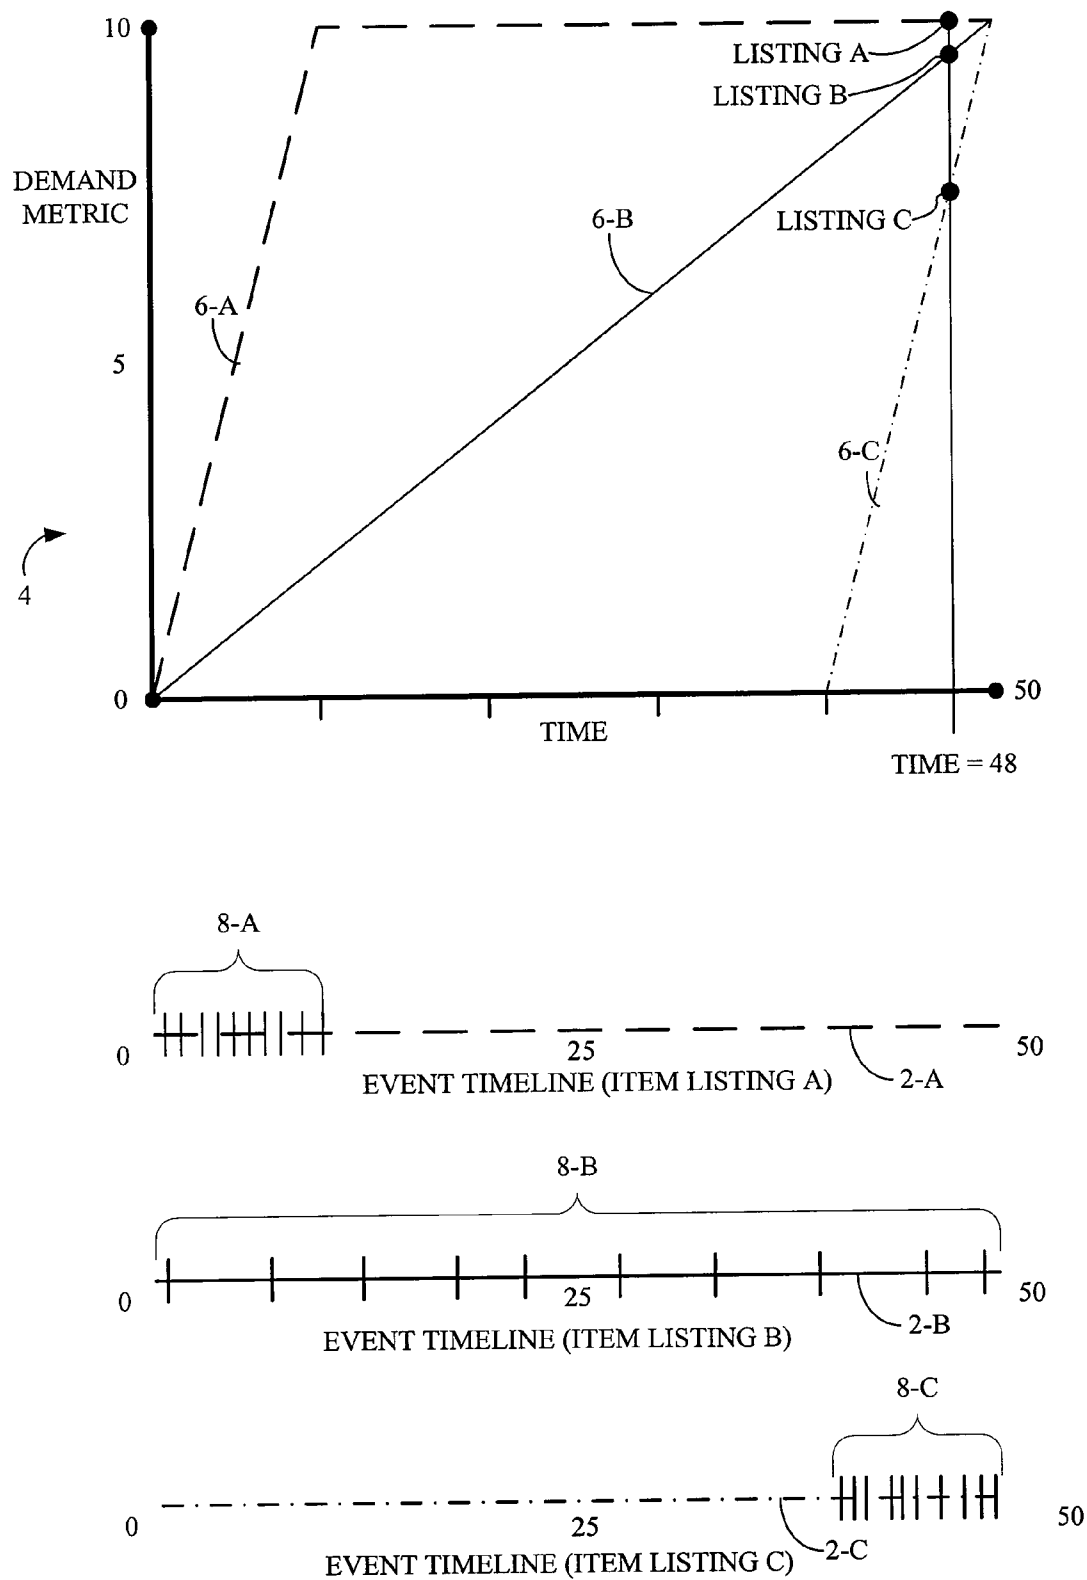 10
LISTING A
LISTING B
DEMAND
METRIC
6-B
LISTING C
6-A
5
6-C
4
0
50
TIME
TIME = 48
8-A
0
25
50
EVENT TIMELINE (ITEM LISTING A)
2-A
8-B
0
25
50
EVENT TIMELINE (ITEM LISTING B)
2-B
8-C
0
25
50
EVENT TIMELINE (ITEM LISTING C)
2-C